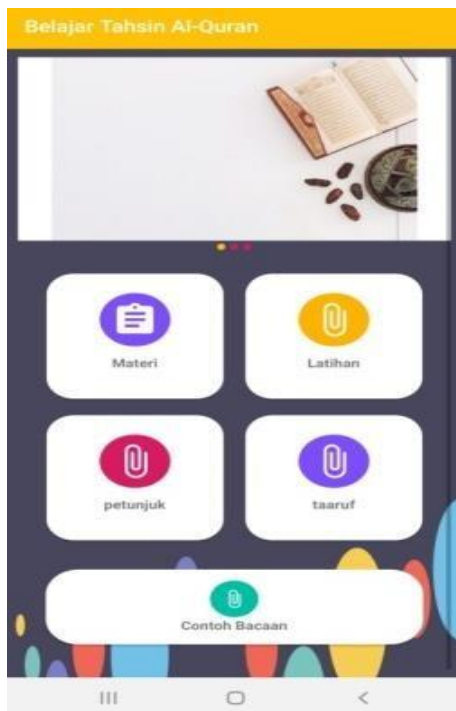 Belajar Tahsin Al-Quran
Materi
Latihan
petunjuk
taaruf
Contoh Bacaan